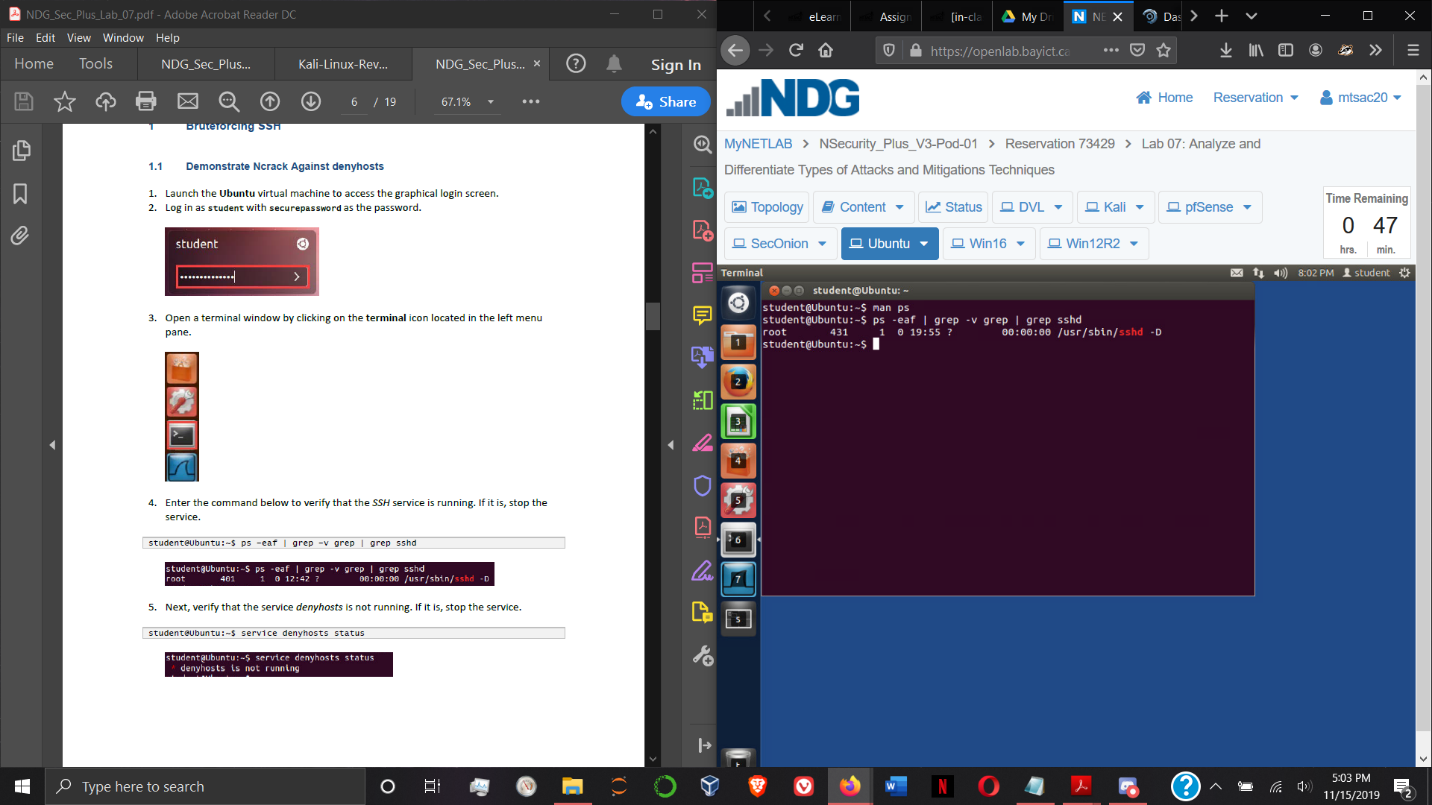 NDG_Sec_Plus_Lab_07.pdf - Adobe Acrobat Reader DC
File Edit View Window Help
Home Tools NDG_Sec_Plus... Kali-Linux-Rev... NDG_Sec_Plus... × Sign In
6 / 19 67.1% Share
1 Bruteforcing SSH
1.1 Demonstrate Ncrack Against denyhosts
1. Launch the Ubuntu virtual machine to access the graphical login screen.
2. Log in as student with securepassword as the password.
student
3. Open a terminal window by clicking on the terminal icon located in the left menu
pane.
4. Enter the command below to verify that the SSH service is running. If it is, stop the
service.
student@Ubuntu:~$ ps -eaf | grep -v grep | grep sshd
student@Ubuntu:~$ ps -eaf | grep -v grep | grep sshd
root 401 1 0 12:42 ? 00:00:00 /usr/sbin/sshd -D
5. Next, verify that the service denyhosts is not running. If it is, stop the service.
student@Ubuntu:~$ service denyhosts status
student@Ubuntu:~$ service denyhosts status
* denyhosts is not running
eLearn Assign [in-cla My Dri NE Das
https://openlab.bayict.ca
NDG
Home Reservation mtsac20
MyNETLAB > NSecurity_Plus_V3-Pod-01 > Reservation 73429 > Lab 07: Analyze and
Differentiate Types of Attacks and Mitigations Techniques
Topology Content Status DVL Kali pfSense
SecOnion Ubuntu Win16 Win12R2
Time Remaining
0 47
hrs. min.
Terminal 8:02 PM student
student@Ubuntu: ~
student@Ubuntu:~$ man ps
student@Ubuntu:~$ ps -eaf | grep -v grep | grep sshd
root 431 1 0 19:55 ? 00:00:00 /usr/sbin/sshd -D
student@Ubuntu:~$
1
2
3
4
5
6
7
S
Type here to search
5:03 PM
11/15/2019
2